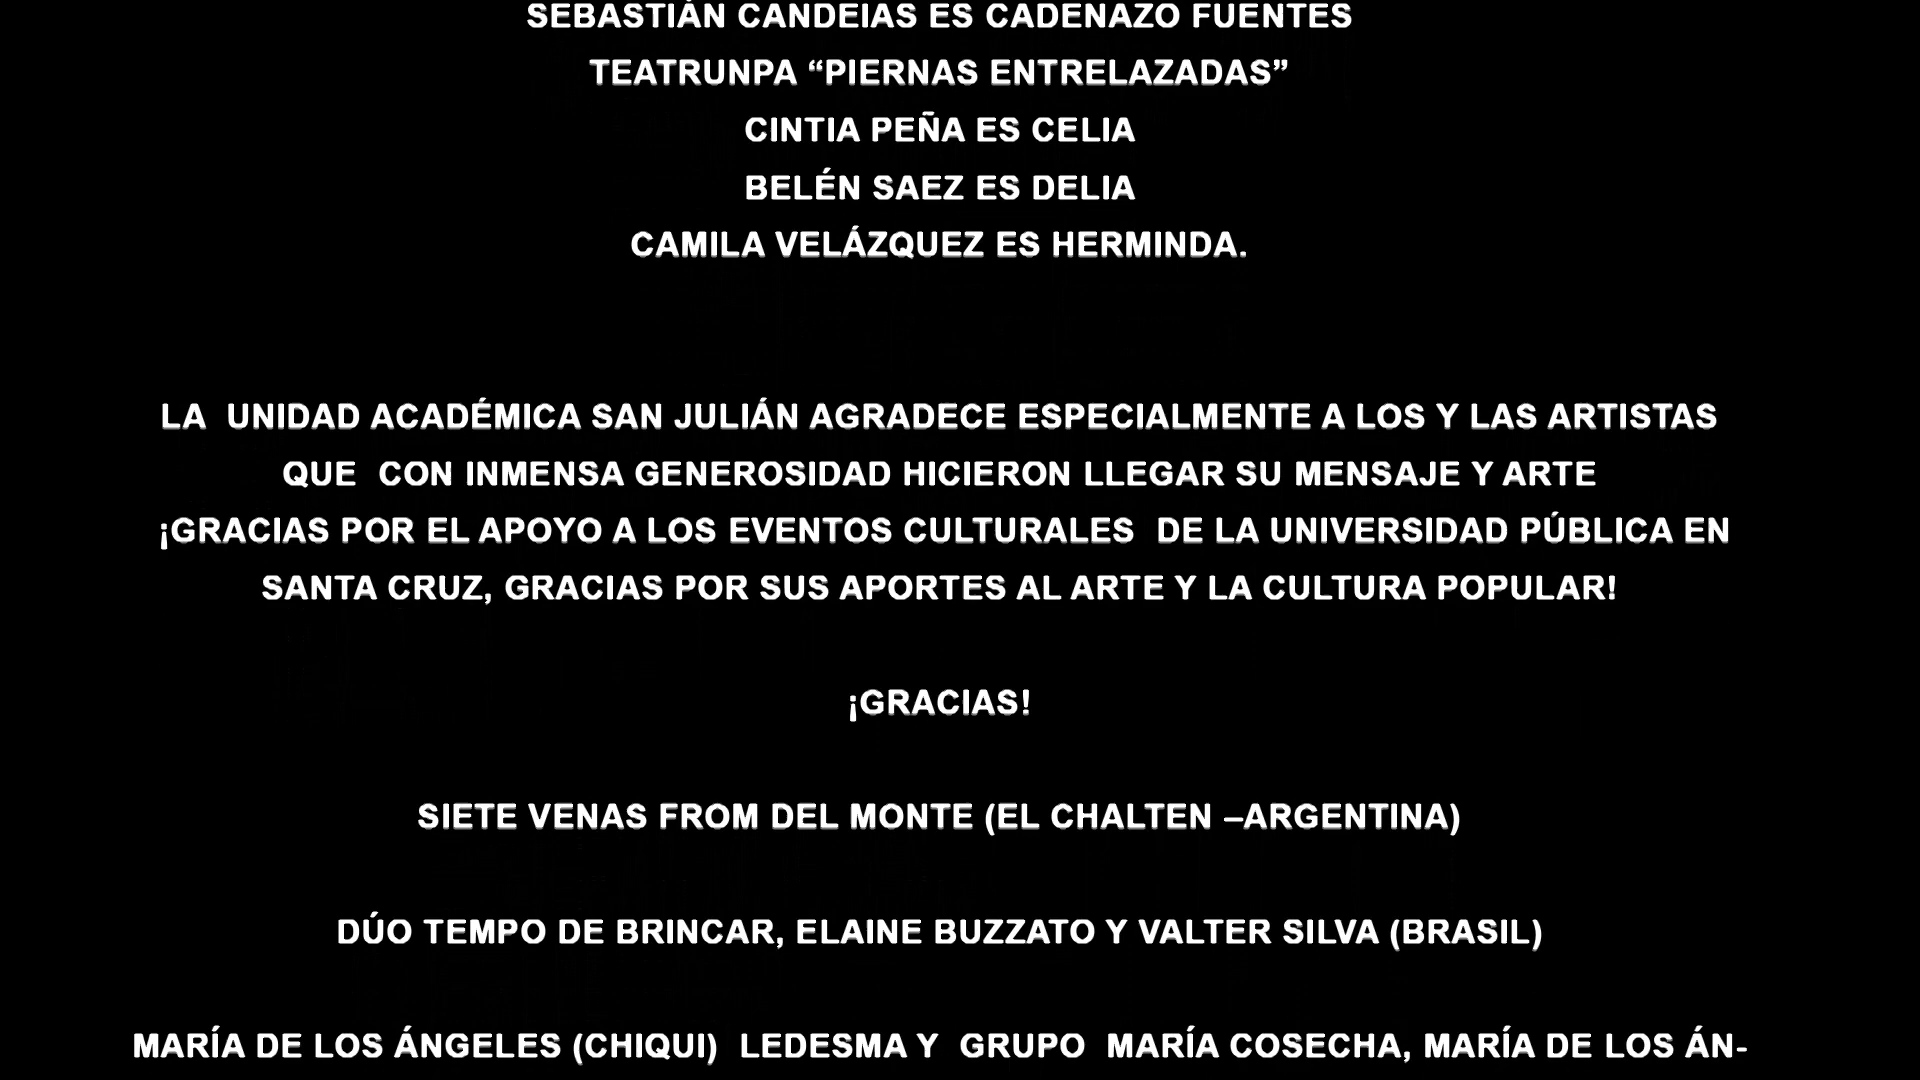 SEBASTIÁN CANDEIAS ES CADENAZO FUENTES
TEATRUNPA “PIERNAS ENTRELAZADAS”
CINTIA PEÑA ES CELIA
BELÉN SAEZ ES DELIA
CAMILA VELÁZQUEZ ES HERMINDA.
LA UNIDAD ACADÉMICA SAN JULIÁN AGRADECE ESPECIALMENTE A LOS Y LAS ARTISTAS
QUE CON INMENSA GENEROSIDAD HICIERON LLEGAR SU MENSAJE Y ARTE
¡GRACIAS POR EL APOYO A LOS EVENTOS CULTURALES DE LA UNIVERSIDAD PÚBLICA EN
SANTA CRUZ, GRACIAS POR SUS APORTES AL ARTE Y LA CULTURA POPULAR!
¡GRACIAS!
SIETE VENAS FROM DEL MONTE (EL CHALTEN –ARGENTINA)
DÚO TEMPO DE BRINCAR, ELAINE BUZZATO Y VALTER SILVA (BRASIL)
MARÍA DE LOS ÁNGELES (CHIQUI) LEDESMA Y GRUPO MARÍA COSECHA, MARÍA DE LOS ÁN-